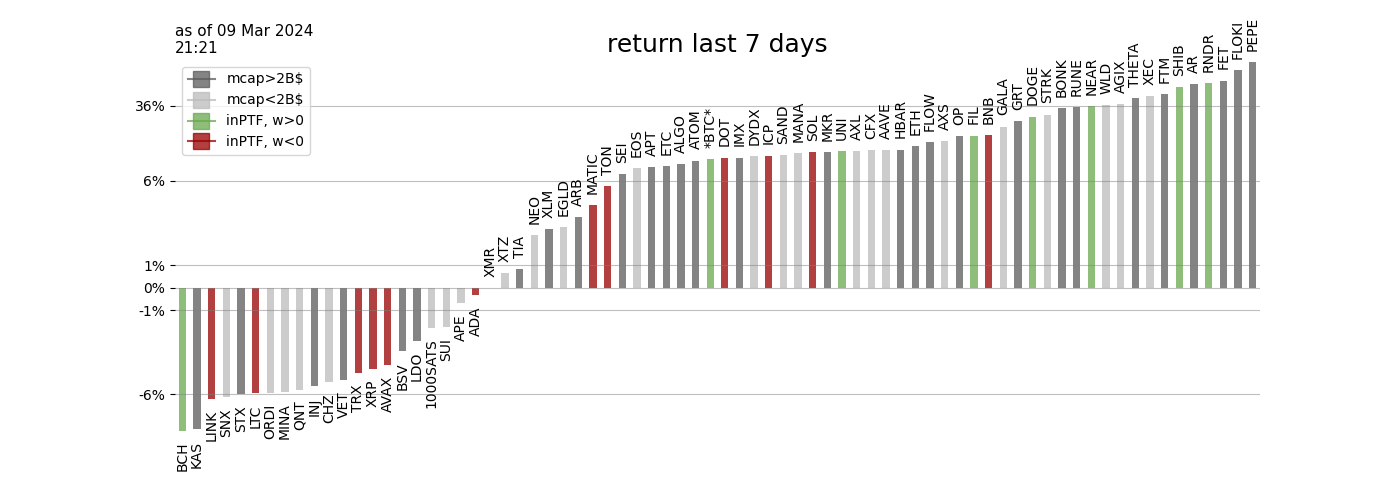 as of 09 Mar 2024
21:21
return last 7 days
mcap>2B$
mcap<2B$
inPTF, w>0
inPTF, w<0
36%
6%
1%
0%
-1%
-6%
BCH
KAS
LINK
SNX
STX
LTC
ORDI
MINA
QNT
INJ
CHZ
VET
TRX
XRP
AVAX
BSV
LDO
1000SATS
SUI
APE
ADA
XMR
XTZ
TIA
NEO
XLM
EGLD
ARB
MATIC
TON
SEI
EOS
APT
ETC
ALGO
ATOM
*BTC*
DOT
IMX
DYDX
ICP
SAND
MANA
SOL
MKR
UNI
AXL
CFX
AAVE
HBAR
ETH
FLOW
AXS
OP
FIL
BNB
GALA
GRT
DOGE
STRK
BONK
RUNE
NEAR
WLD
AGIX
THETA
XEC
FTM
SHIB
AR
RNDR
FET
FLOKI
PEPE